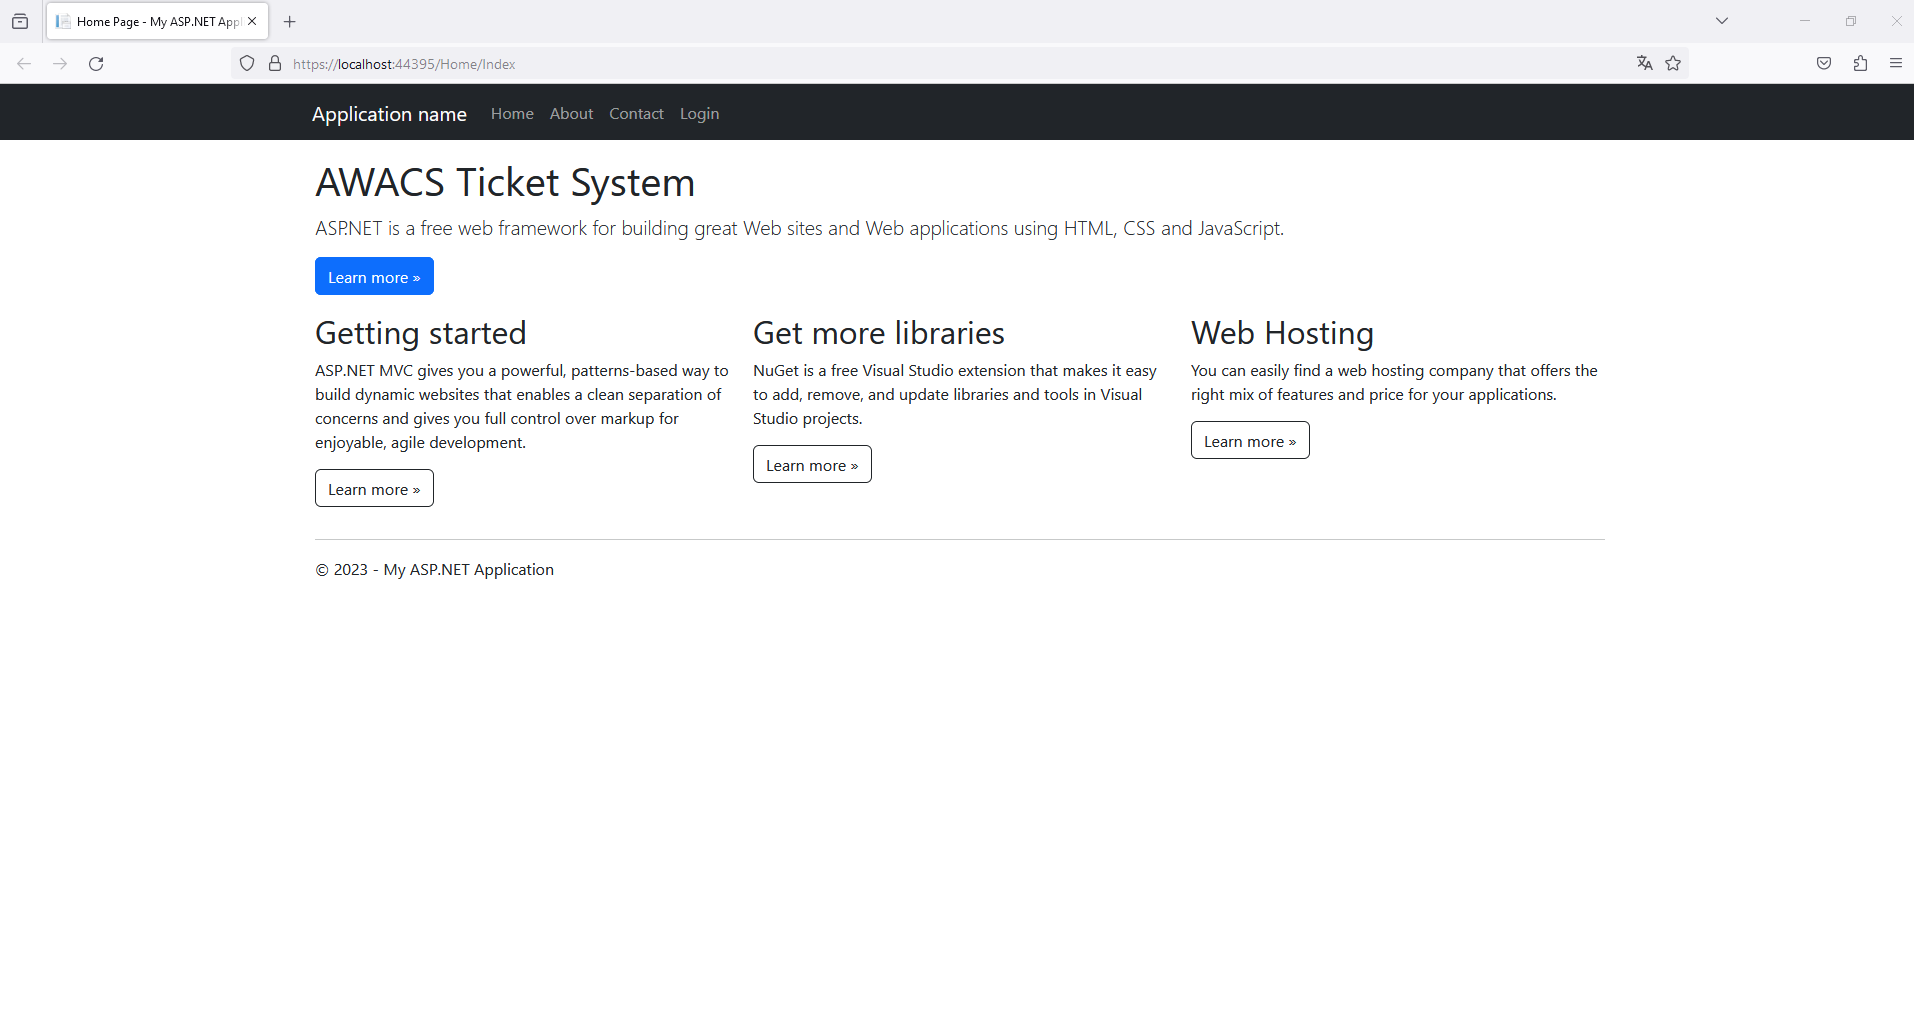 Home Page - My ASP.NET Appl
https://localhost:44395/Home/Index
Application name Home About Contact Login
AWACS Ticket System
ASP.NET is a free web framework for building great Web sites and Web applications using HTML, CSS and JavaScript.
Learn more »
Getting started
ASP.NET MVC gives you a powerful, patterns-based way to
build dynamic websites that enables a clean separation of
concerns and gives you full control over markup for
enjoyable, agile development.
Learn more »
Get more libraries
NuGet is a free Visual Studio extension that makes it easy
to add, remove, and update libraries and tools in Visual
Studio projects.
Learn more »
Web Hosting
You can easily find a web hosting company that offers the
right mix of features and price for your applications.
Learn more »
© 2023 - My ASP.NET Application